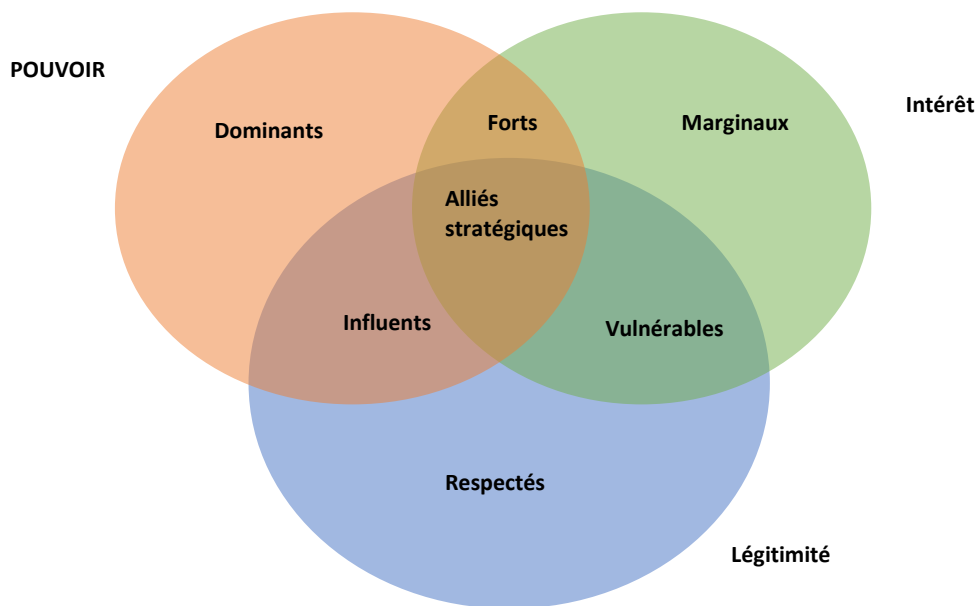 POUVOIR
Intérêt
Dominants
Forts
Marginaux
Alliés
stratégiques
Influents
Vulnérables
Respectés
Légitimité